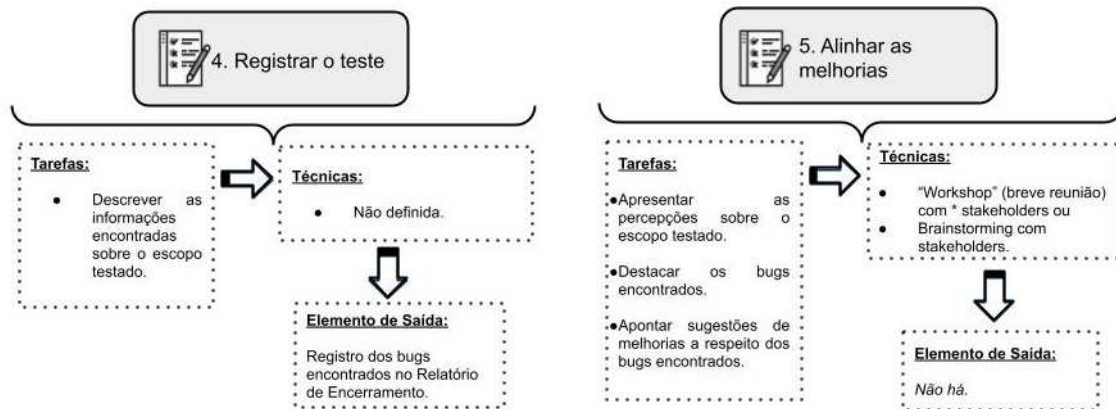 4. Registrar o teste
Tarefas:
● Descrever as
informações
encontradas
sobre o escopo
testado.
Técnicas:
● Não definida.
Elemento de Saída:
Registro dos bugs
encontrados no Relatório
de Encerramento.
5. Alinhar as
melhorias
Tarefas:
●Apresentar as
percepções sobre o
escopo testado.
●Destacar os bugs
encontrados.
●Apontar sugestões de
melhorias a respeito dos
bugs encontrados.
Técnicas:
● “Workshop” (breve reunião)
com * stakeholders ou
● Brainstorming com
stakeholders.
Elemento de Saída:
Não há.